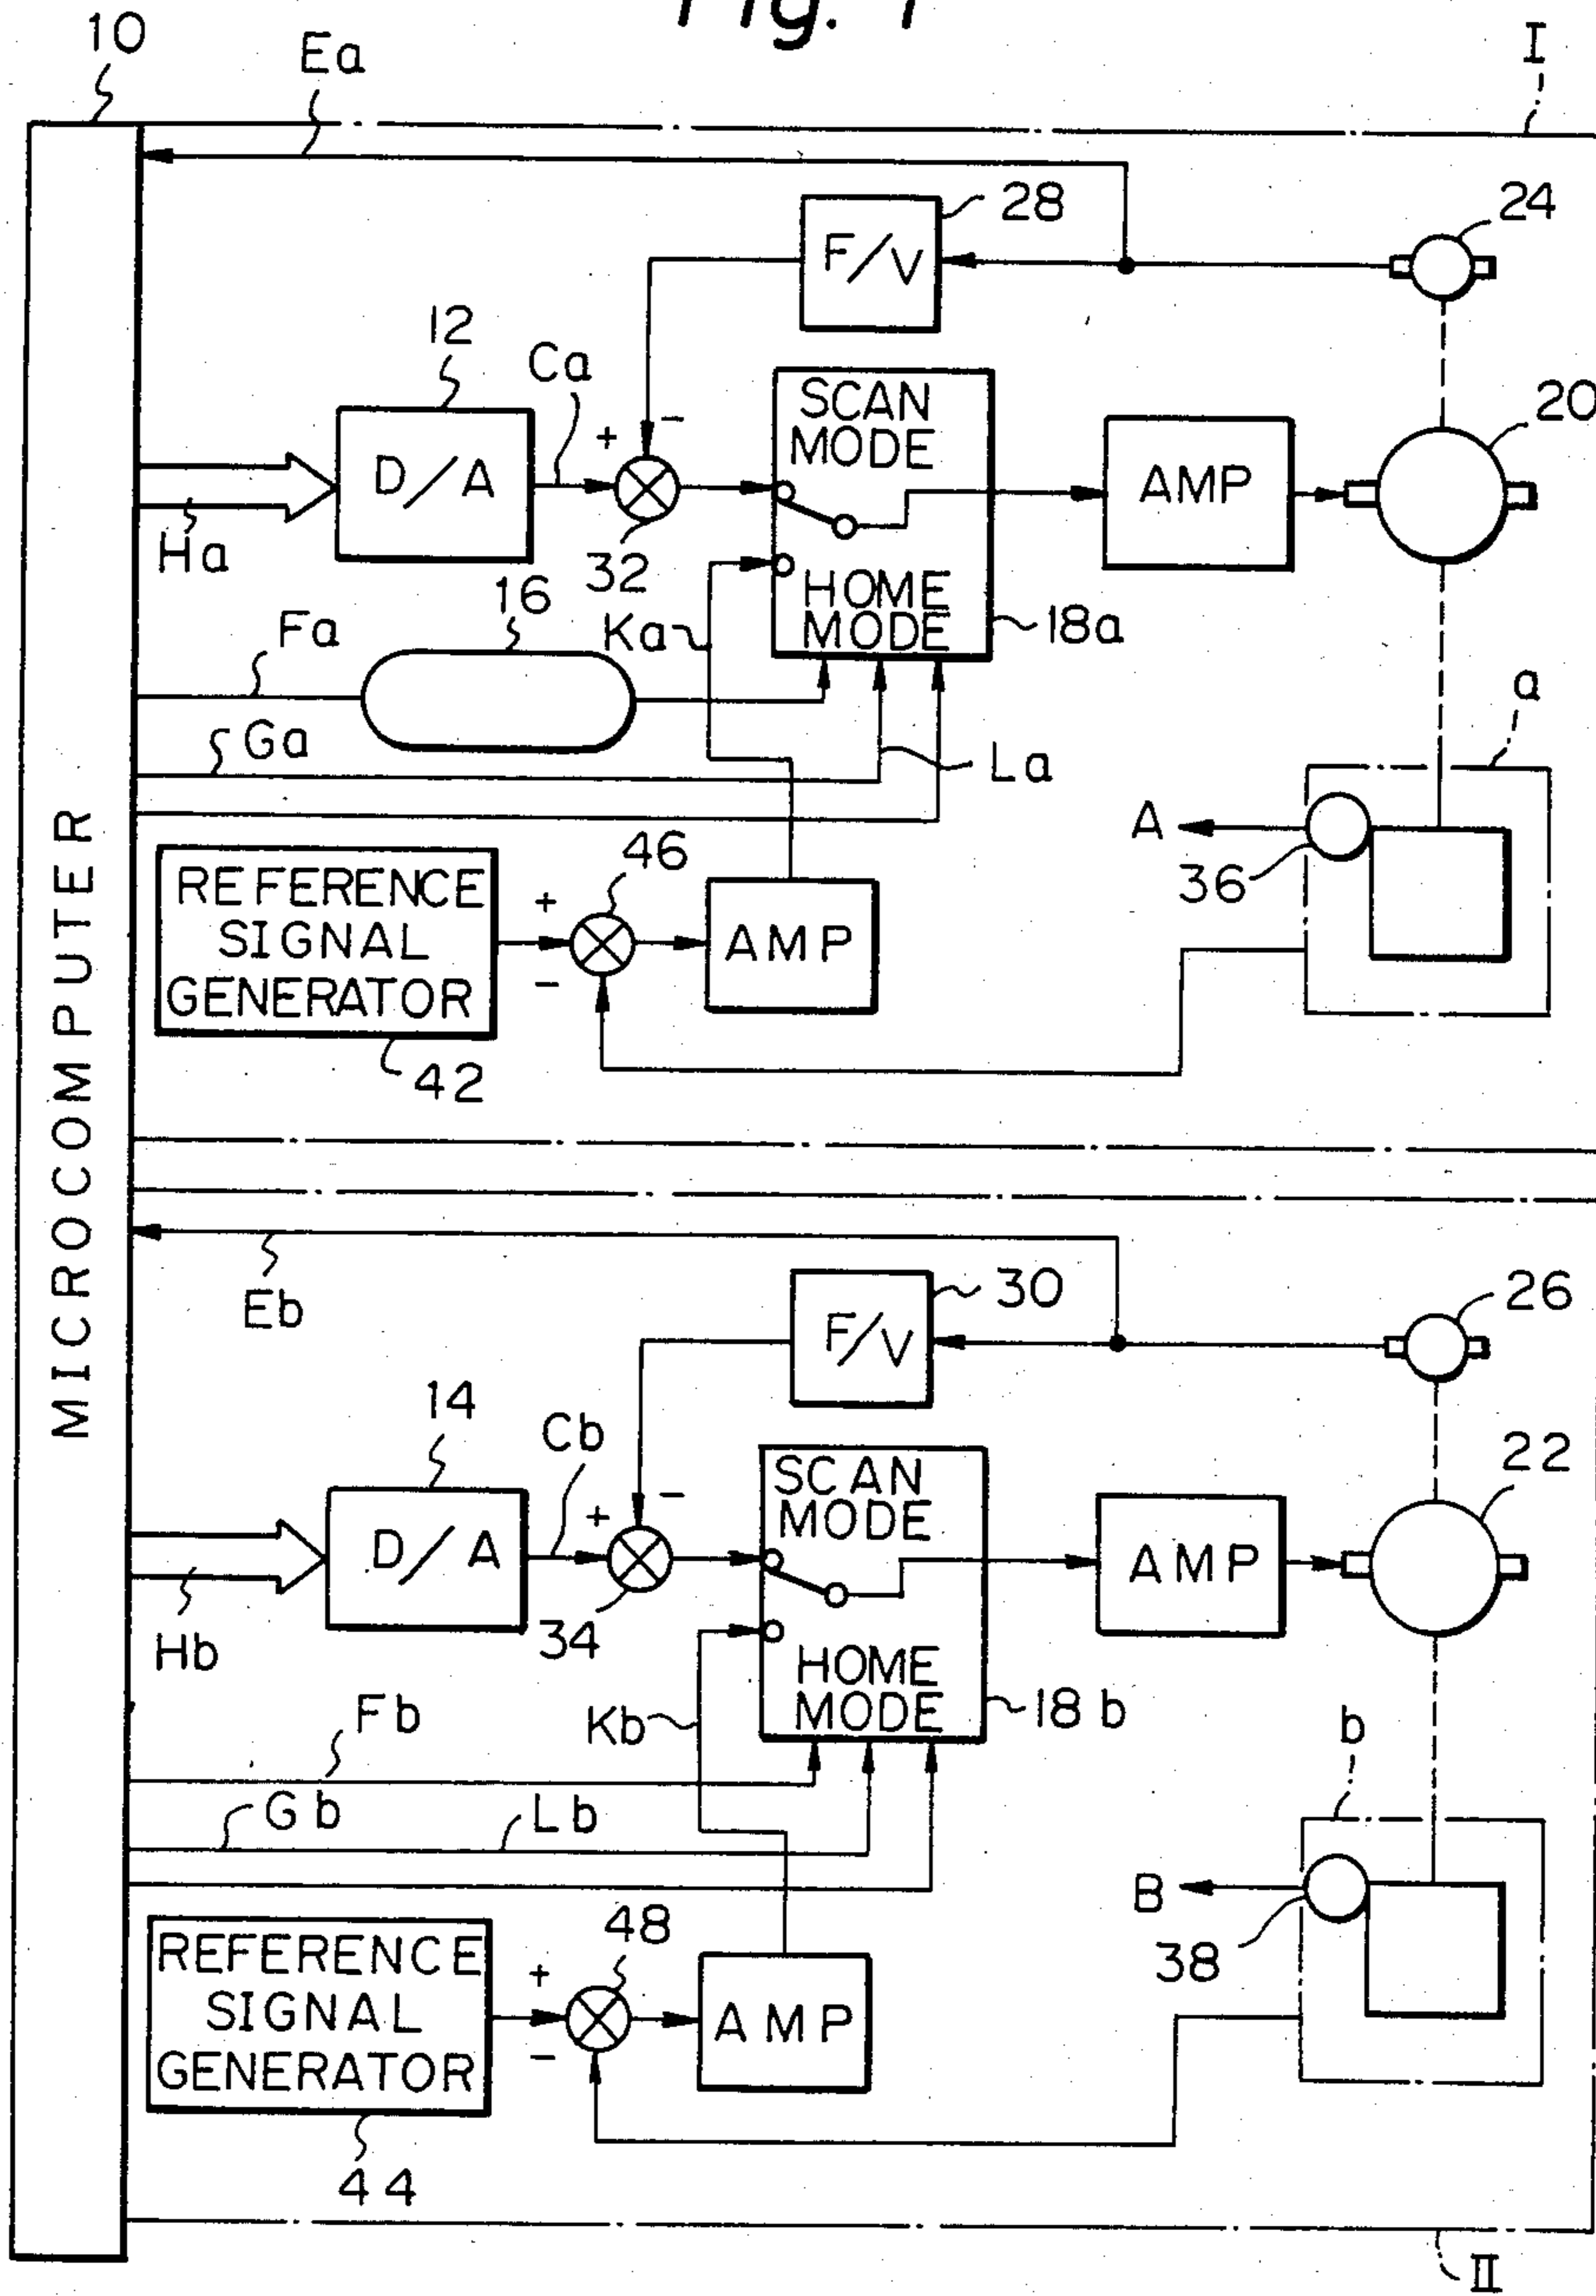 Fig. 1
10
Ea
I
28
24
F/V
12
Ca
SCAN
MODE
20
+
-
D/A
AMP
Ha
32
HOME
MODE
16
Fa
Ka
18a
a
Ga
La
A
36
46
REFERENCE
SIGNAL
GENERATOR
+
-
AMP
42
MICROCOMPUTER
Eb
30
26
F/V
14
Cb
SCAN
MODE
22
+
-
D/A
AMP
34
Hb
HOME
MODE
Fb
Kb
18b
b
Gb
Lb
B
38
48
REFERENCE
SIGNAL
GENERATOR
+
-
AMP
44
II